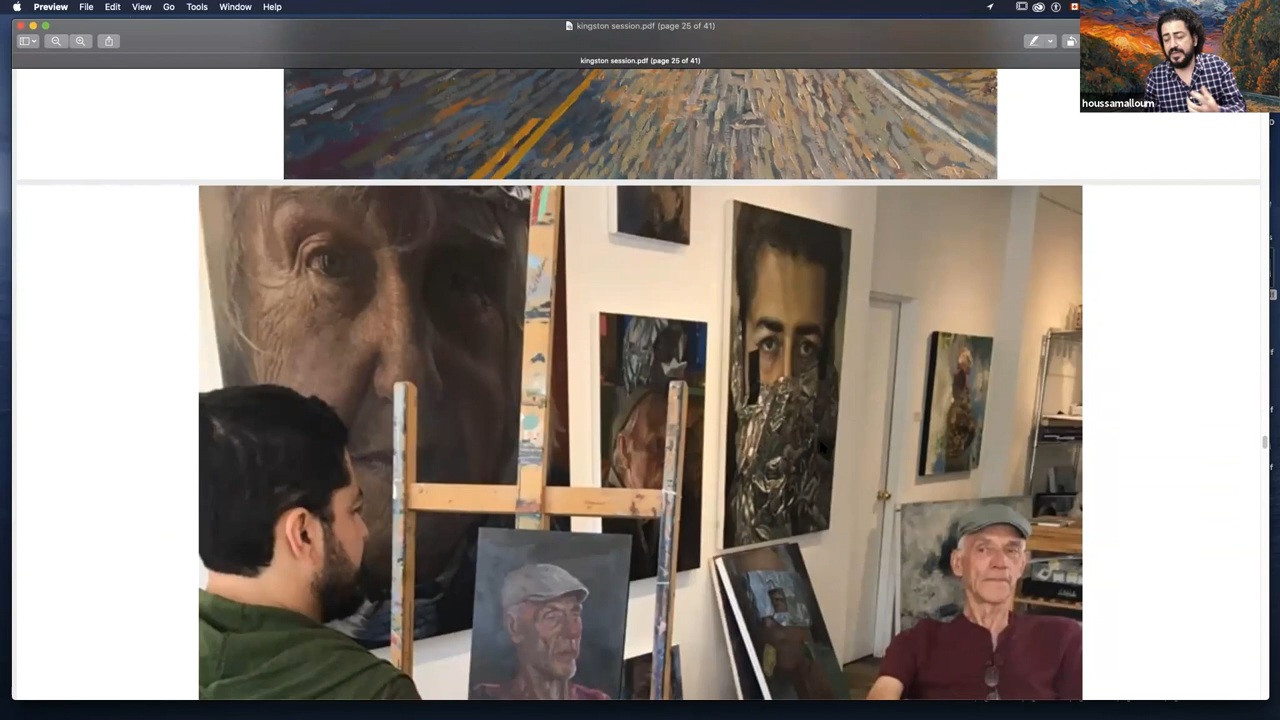 Preview File Edit View Go Tools Window Help
kingston session.pdf (page 25 of 41)
kingston session.pdf (page 25 of 41)
houssamalloum